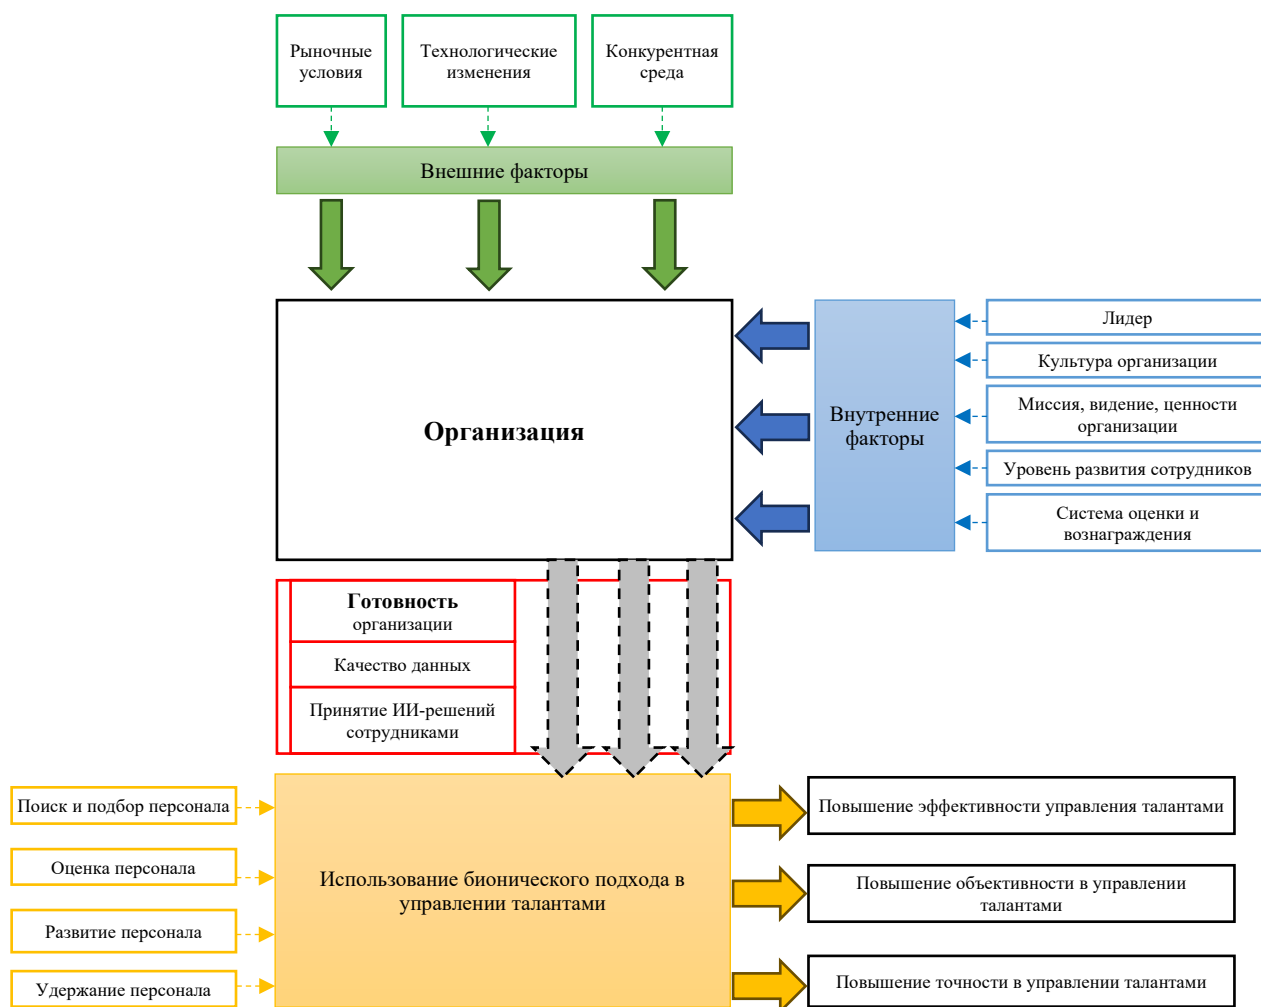 Рыночные
условия
Технологические
изменения
Конкурентная
среда
Внешние факторы
Организация
Внутренние
факторы
Лидер
Культура организации
Миссия, видение, ценности
организации
Уровень развития сотрудников
Система оценки и
вознаграждения
Готовность
организации
Качество данных
Принятие ИИ-решений
сотрудниками
Поиск и подбор персонала
Оценка персонала
Развитие персонала
Удержание персонала
Использование бионического подхода в
управлении талантами
Повышение эффективности управления талантами
Повышение объективности в управлении
талантами
Повышение точности в управлении талантами